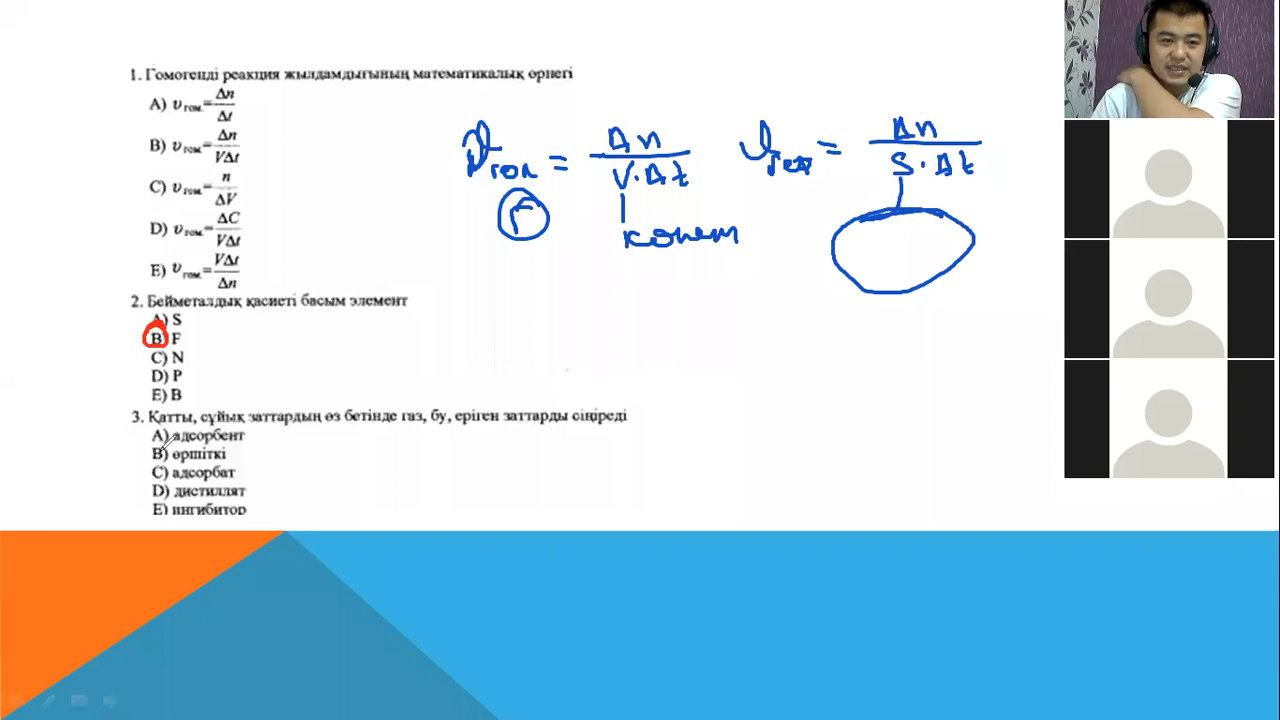 1. Гомогенді реакция жылдамдығының математикалық өрнегі
A) υгом.=Δn/Δt
B) υгом.=Δn/VΔt
C) υгом.=n/ΔV
D) υгом.=ΔC/VΔt
E) υгом.=VΔt/Δn
2. Бейметалдық қасиеті басым элемент
A) S
B) F
C) N
D) P
E) B
3. Қатты, сұйық заттардың өз бетінде газ, бу, еріген заттарды сіңіреді
A) адсорбент
B) өршіткі
C) адсорбат
D) дистиллят
E) ингибитор
υгом = Δn/V·Δt
υгет = Δn/S·Δt